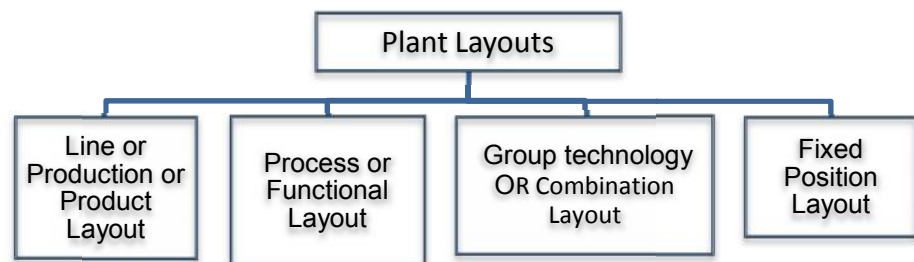 Plant Layouts
Line or
Production or
Product
Layout
Process or
Functional
Layout
Group technology
OR Combination
Layout
Fixed
Position
Layout